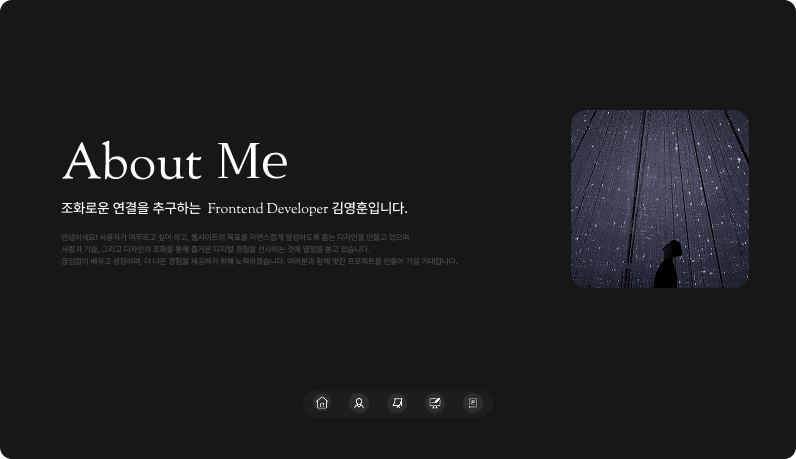 About Me
조화로운 연결을 추구하는 Frontend Developer 김영훈입니다.
안녕하세요! 사용자가 머무르고 싶어 하고, 웹사이트의 목표를 자연스럽게 달성하도록 돕는 디자인을 만들고 있으며
사람과 기술, 그리고 디자인의 조화를 통해 즐거운 디지털 경험을 선사하는 것에 열정을 쏟고 있습니다.
끊임없이 배우고 성장하며, 더 나은 경험을 제공하기 위해 노력하겠습니다. 여러분과 함께 멋진 프로젝트를 만들어 가길 기대합니다.